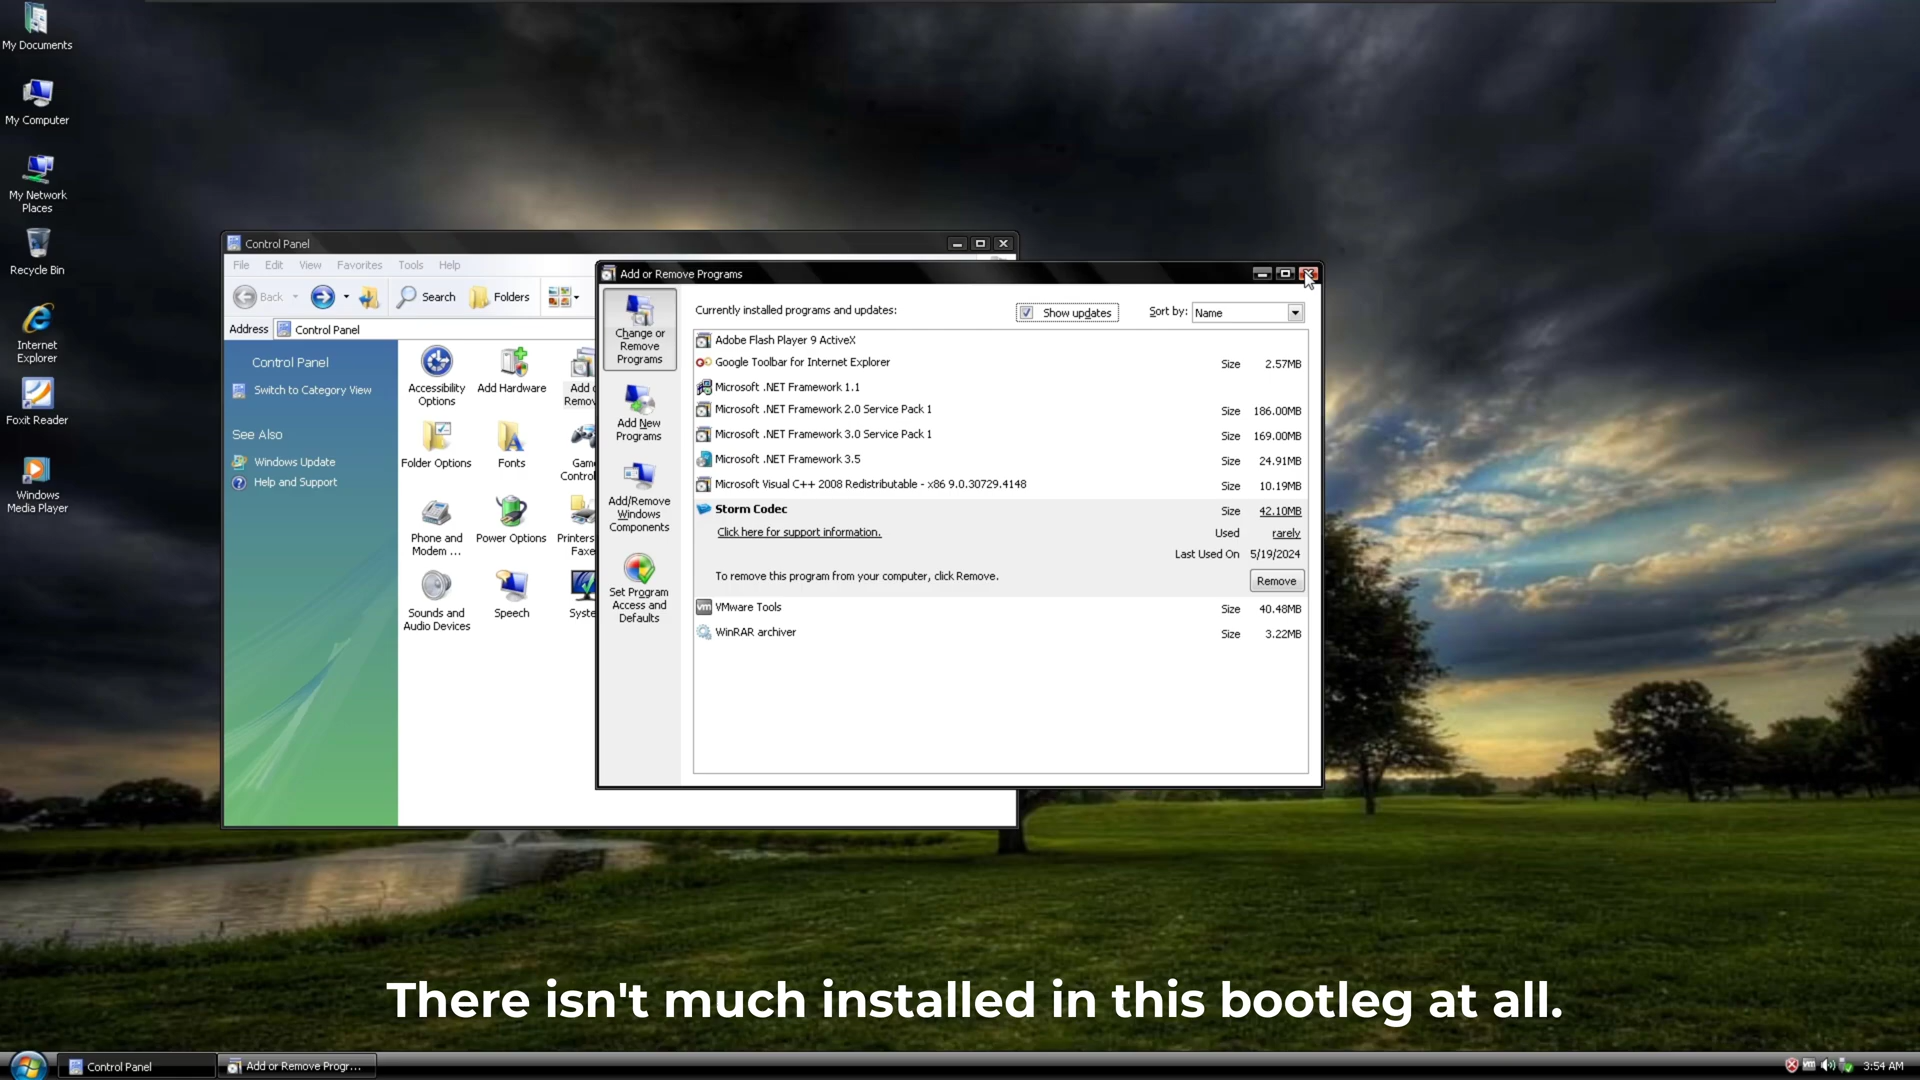 My Documents
My Computer
My Network
Places
Recycle Bin
Internet
Explorer
Foxit Reader
Windows
Media Player
Control Panel
File Edit View Favorites Tools Help
Back Search Folders
Address Control Panel
Control Panel
Switch to Category View
See Also
Windows Update
Help and Support
Accessibility
Options
Add Hardware
Add
Folder Options
Fonts
Phone and
Modem ...
Power Options
Sounds and
Audio Devices
Speech
Add or Remove Programs
Change or
Remove
Programs
Add New
Programs
Add/Remove
Windows
Components
Set Program
Access and
Defaults
Currently installed programs and updates:
Show updates
Sort by: Name
Adobe Flash Player 9 ActiveX
Google Toolbar for Internet Explorer Size 2.57MB
Microsoft .NET Framework 1.1
Microsoft .NET Framework 2.0 Service Pack 1 Size 186.00MB
Microsoft .NET Framework 3.0 Service Pack 1 Size 169.00MB
Microsoft .NET Framework 3.5 Size 24.91MB
Microsoft Visual C++ 2008 Redistributable - x86 9.0.30729.4148 Size 10.19MB
Storm Codec Size 42.10MB
Click here for support information. Used rarely
Last Used On 5/19/2024
To remove this program from your computer, click Remove. Remove
VMware Tools Size 40.48MB
WinRAR archiver Size 3.22MB
There isn't much installed in this bootleg at all.
Control Panel
Add or Remove Progr...
3:54 AM